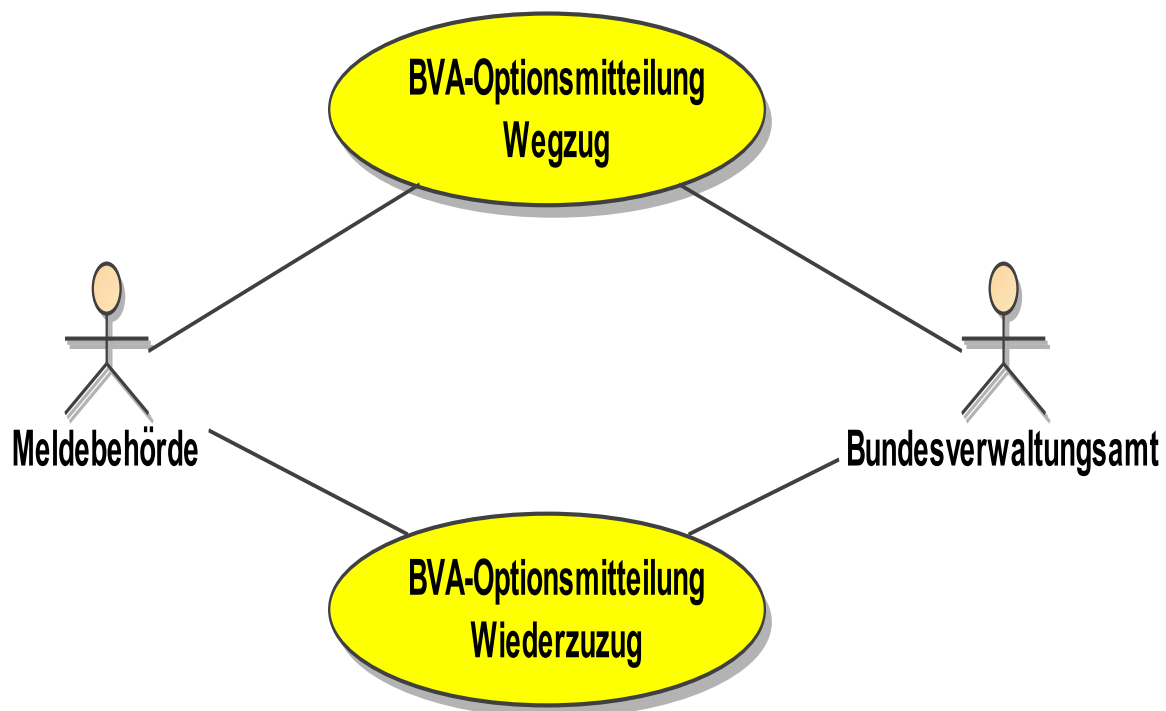 BVA-Optionsmitteilung
Wegzug
Meldebehörde
Bundesverwaltungsamt
BVA-Optionsmitteilung
Wiederzuzug